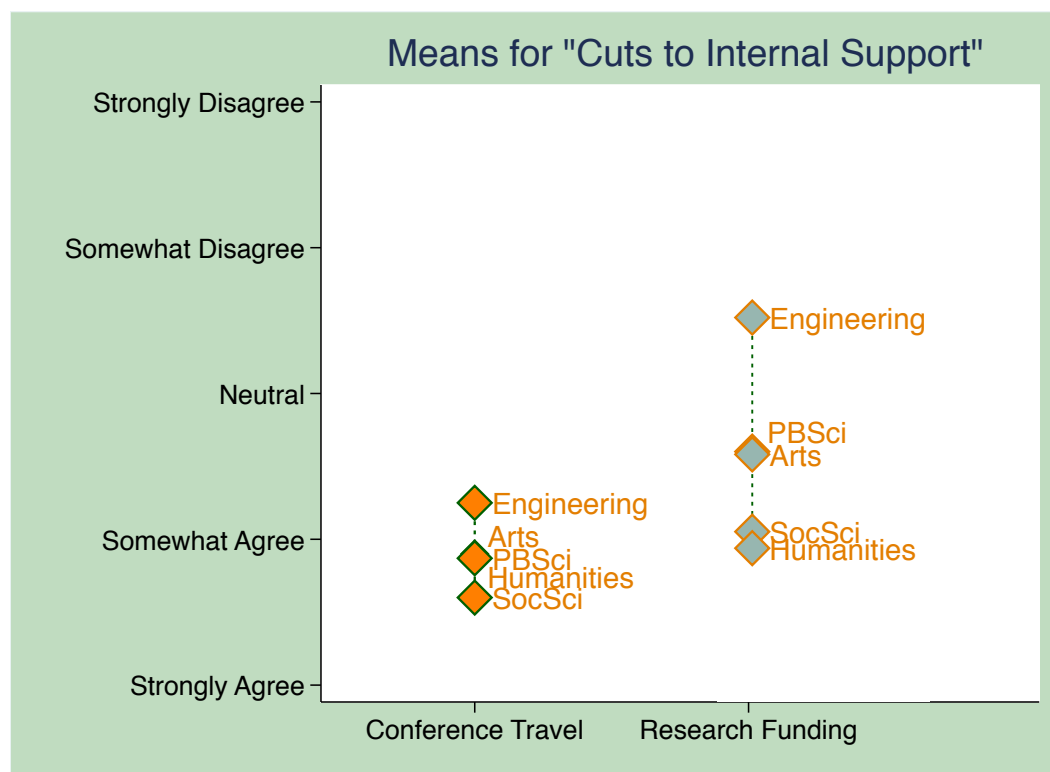 Means for "Cuts to Internal Support"
Strongly Disagree
Somewhat Disagree
Engineering
Neutral
PBSci
Arts
Engineering
Somewhat Agree
Arts
SocSci
PBSci
Humanities
Humanities
SocSci
Strongly Agree
Conference Travel
Research Funding